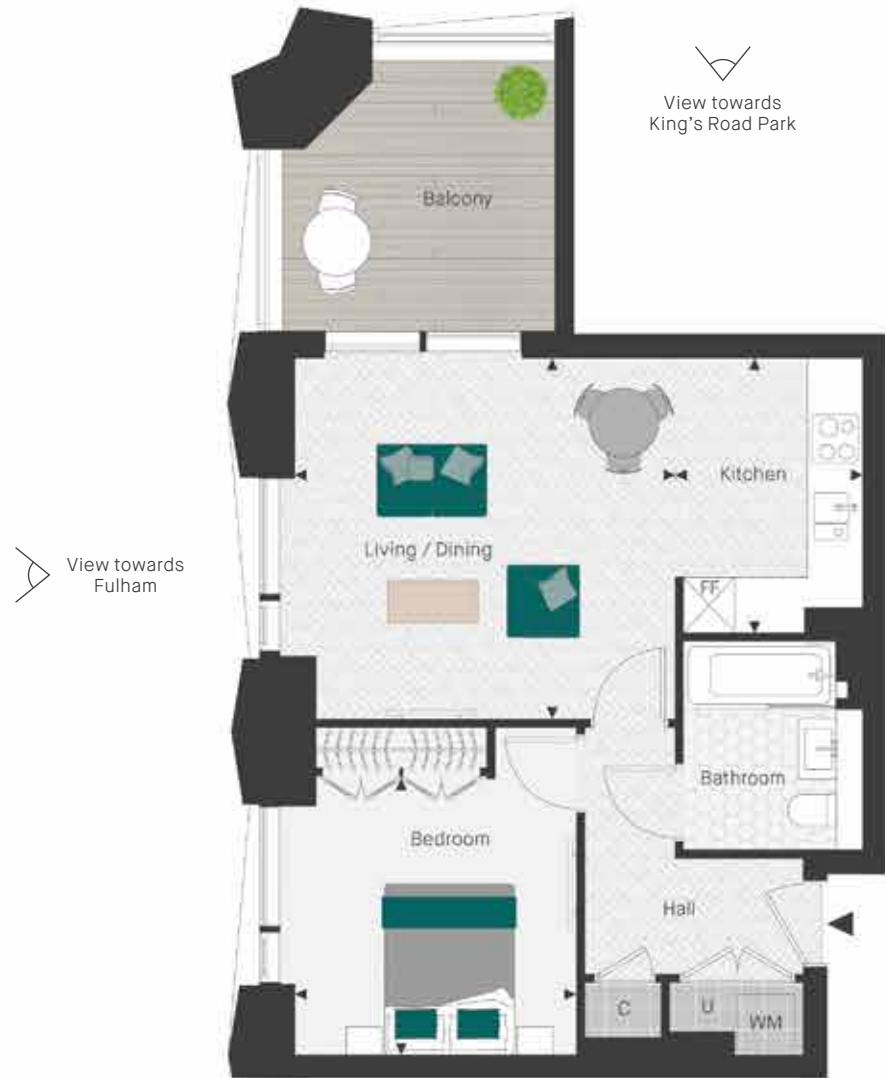 View towards
King's Road Park
Balcony
Kitchen
Living / Dining
View towards
Fulham
FF
Bathroom
Bedroom
Hall
C
U
WM